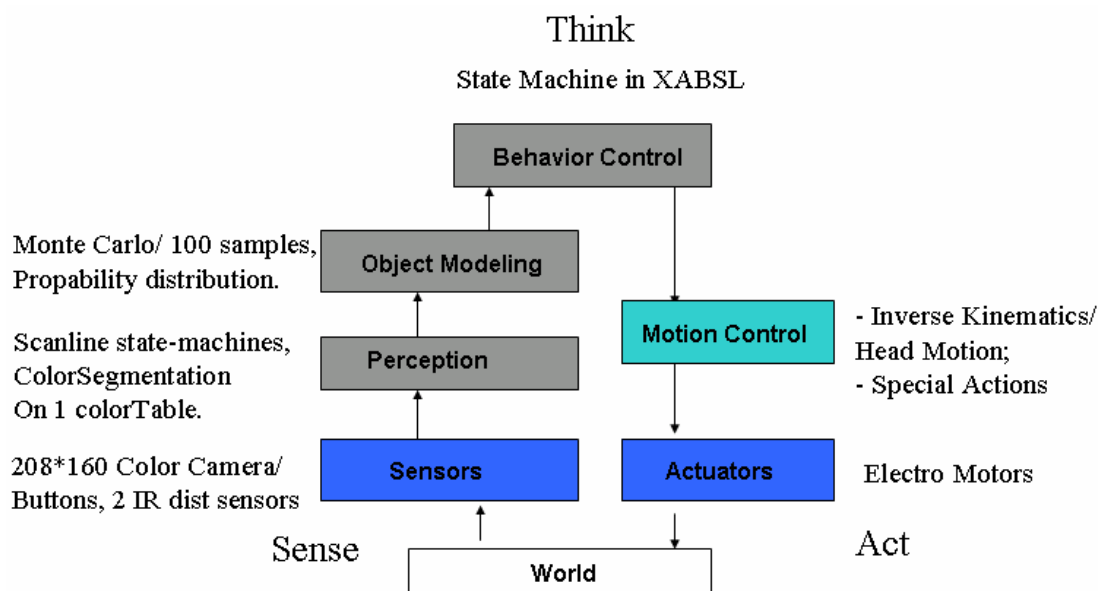 Think
State Machine in XABSL
Behavior Control
Monte Carlo/ 100 samples,
Propability distribution.
Object Modeling
Scanline state-machines,
ColorSegmentation
On 1 colorTable.
Perception
Motion Control
- Inverse Kinematics/
Head Motion;
- Special Actions
208*160 Color Camera/
Buttons, 2 IR dist sensors
Sensors
Actuators
Electro Motors
Sense
World
Act